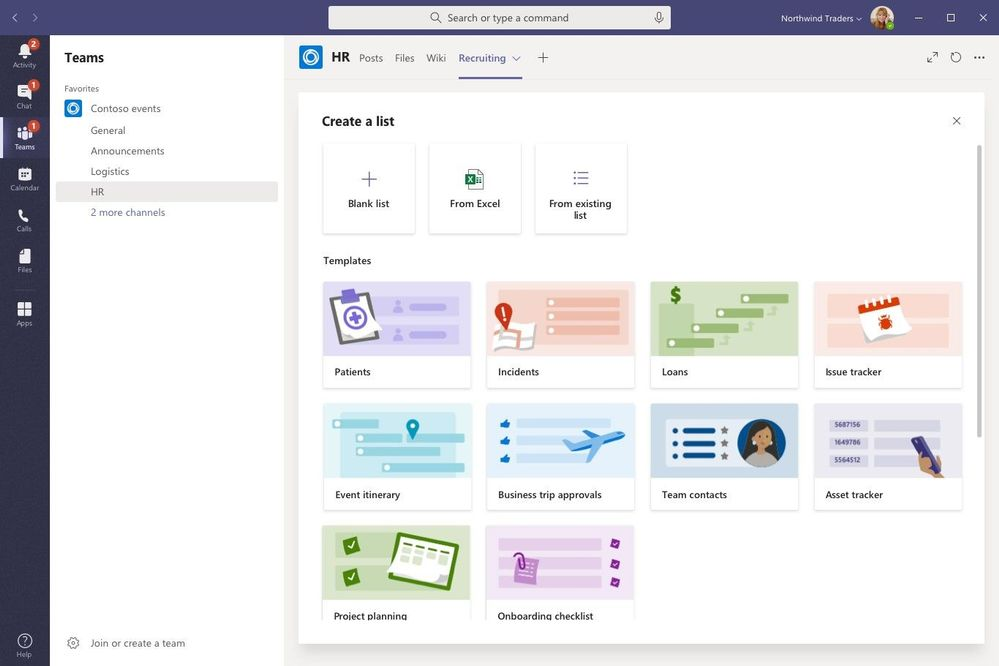 Search or type a command
Northwind Traders
2
Activity
1
Chat
1
Teams
Calendar
Calls
Files
Apps
Help
Teams
Favorites
Contoso events
General
Announcements
Logistics
HR
2 more channels
Join or create a team
HR
Posts
Files
Wiki
Recruiting
Create a list
Blank list
From Excel
From existing
list
Templates
Patients
Incidents
$
Loans
Issue tracker
Event itinerary
Business trip approvals
Team contacts
5687156
1649786
5564512
Asset tracker
Project planning
Onboarding checklist